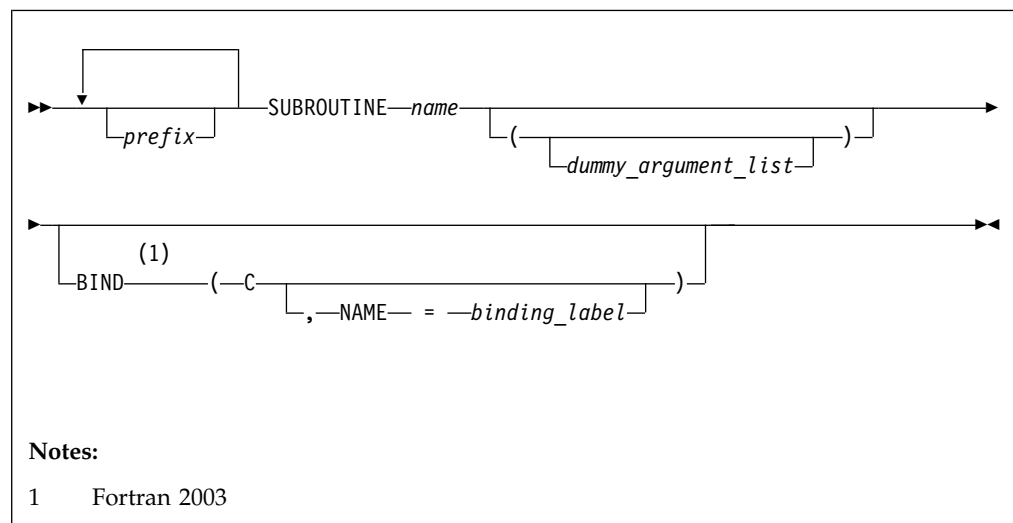 SUBROUTINE name
prefix
( )
dummy_argument_list
(1)
BIND ( C )
, NAME = binding_label
Notes:
1 Fortran 2003